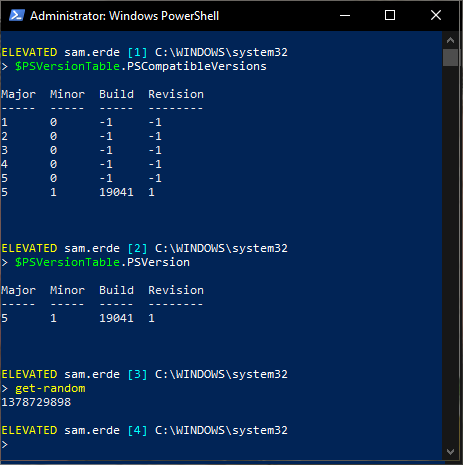 Administrator: Windows PowerShell
ELEVATED sam.erde [1] C:\WINDOWS\system32
> $PSVersionTable.PSCompatibleVersions
Major  Minor  Build  Revision
-----  -----  -----  --------
1      0      -1     -1
2      0      -1     -1
3      0      -1     -1
4      0      -1     -1
5      0      -1     -1
5      1      19041  1
ELEVATED sam.erde [2] C:\WINDOWS\system32
> $PSVersionTable.PSVersion
Major  Minor  Build  Revision
-----  -----  -----  --------
5      1      19041  1
ELEVATED sam.erde [3] C:\WINDOWS\system32
> get-random
1378729898
ELEVATED sam.erde [4] C:\WINDOWS\system32
>